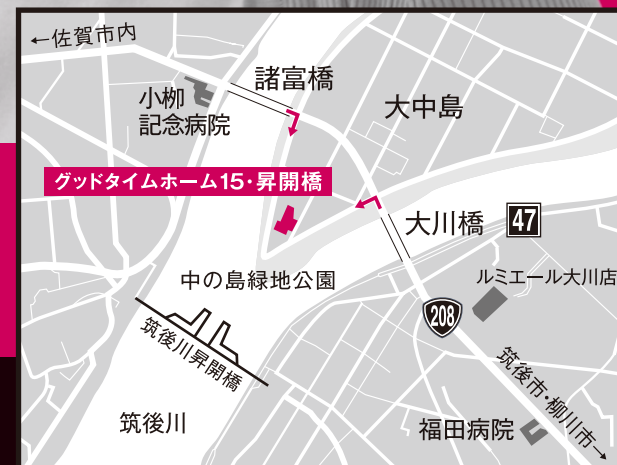 ←佐賀市内
諸富橋
小栁
記念病院
大中島
グッドタイムホーム15・昇開橋
大川橋
47
中の島緑地公園
ルミエール大川店
208
筑後川昇開橋
筑後市・柳川市→
筑後川
福田病院